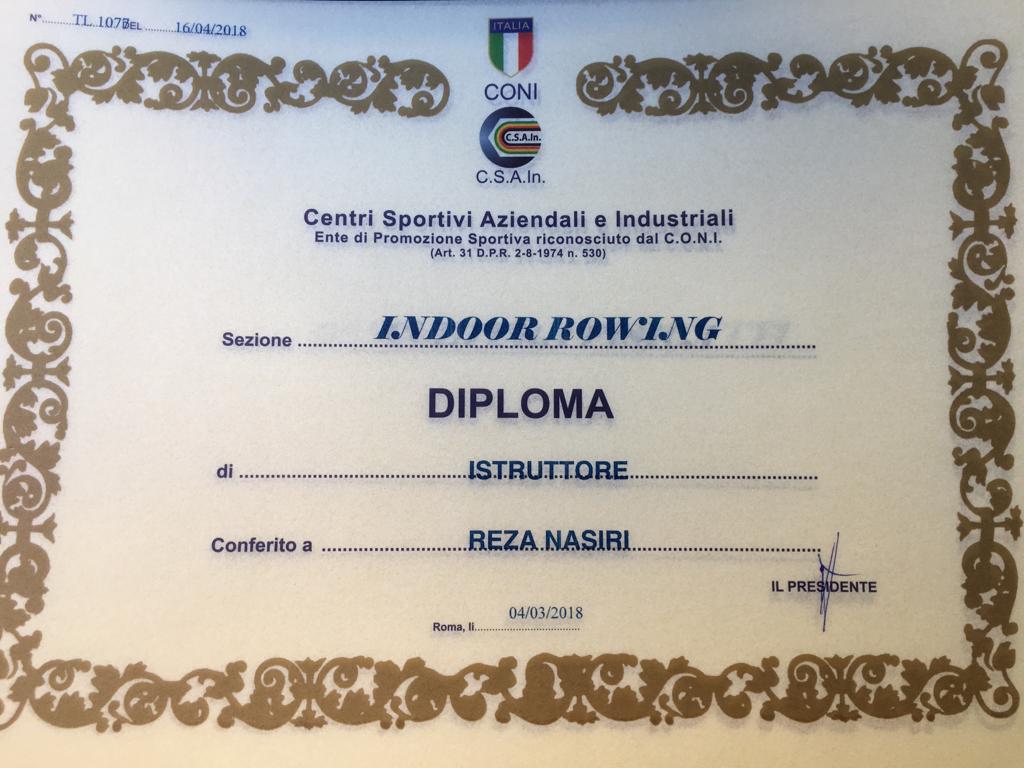 N°.......... TL 1077 DEL .......... 16/04/2018
ITALIA
CONI
C.S.A.In.
C.S.A.In.
Centri Sportivi Aziendali e Industriali
Ente di Promozione Sportiva riconosciuto dal C.O.N.I.
(Art. 31 D.P.R. 2-8-1974 n. 530)
Sezione .......... INDOOR ROWING ..........
DIPLOMA
di .......... ISTRUTTORE ..........
Conferito a .......... REZA NASIRI ..........
IL PRESIDENTE
Roma, li.......... 04/03/2018